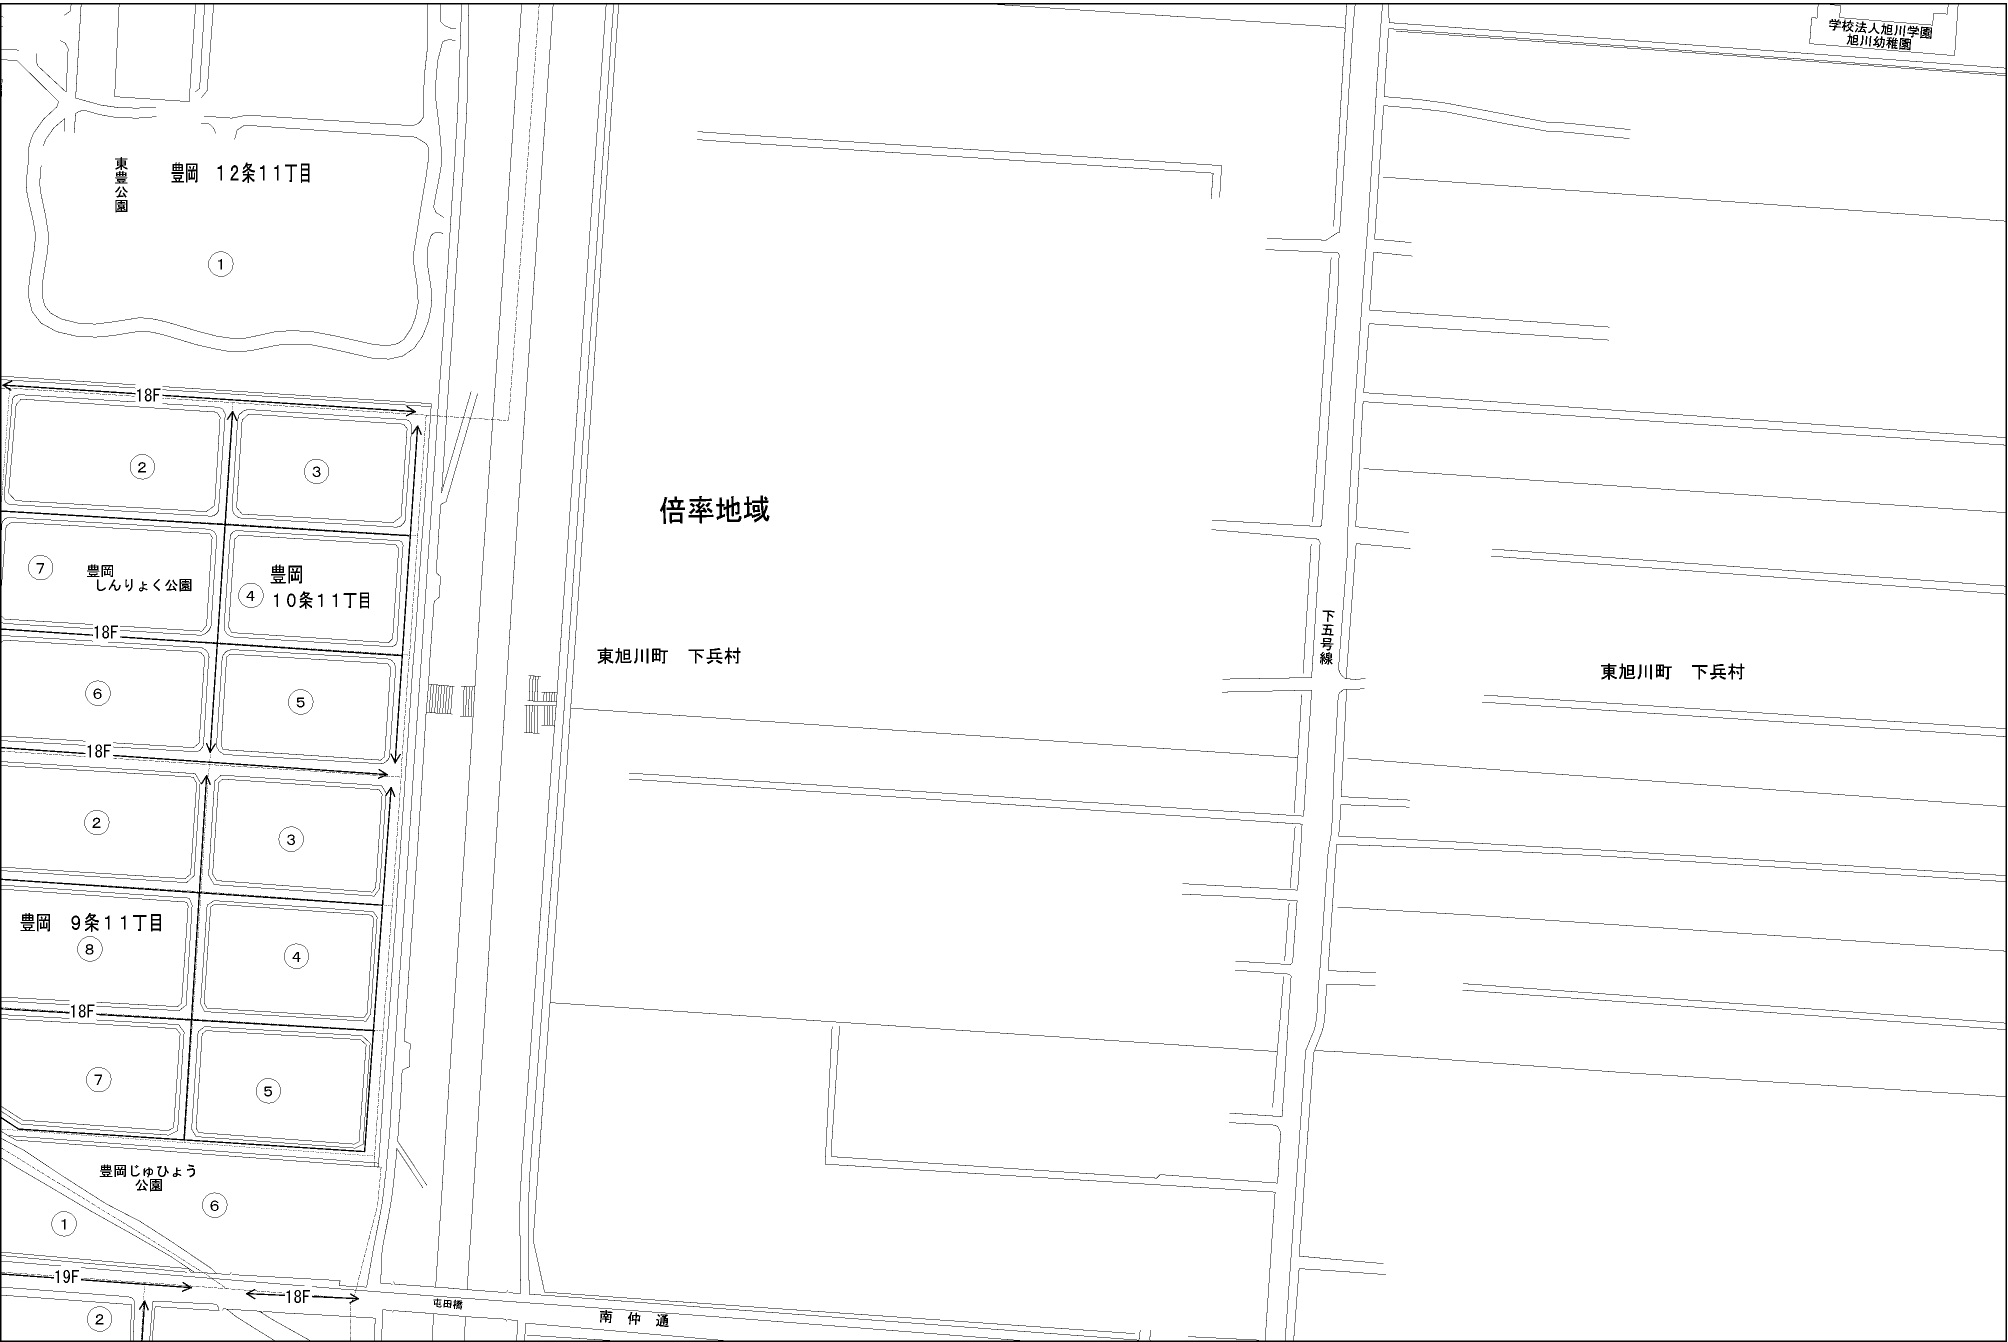 学校法人旭川学園
旭川幼稚園
東豊公園
豊岡　１２条１１丁目
①
18F
②
③
倍率地域
⑦
豊岡
しんりょく公園
豊岡
④
１０条１１丁目
18F
下五号線
東旭川町　下兵村
東旭川町　下兵村
⑥
⑤
18F
②
③
豊岡　９条１１丁目
⑧
④
18F
⑦
⑤
豊岡じゅひょう
公園
⑥
①
19F
18F
②
屯田橋
南仲通